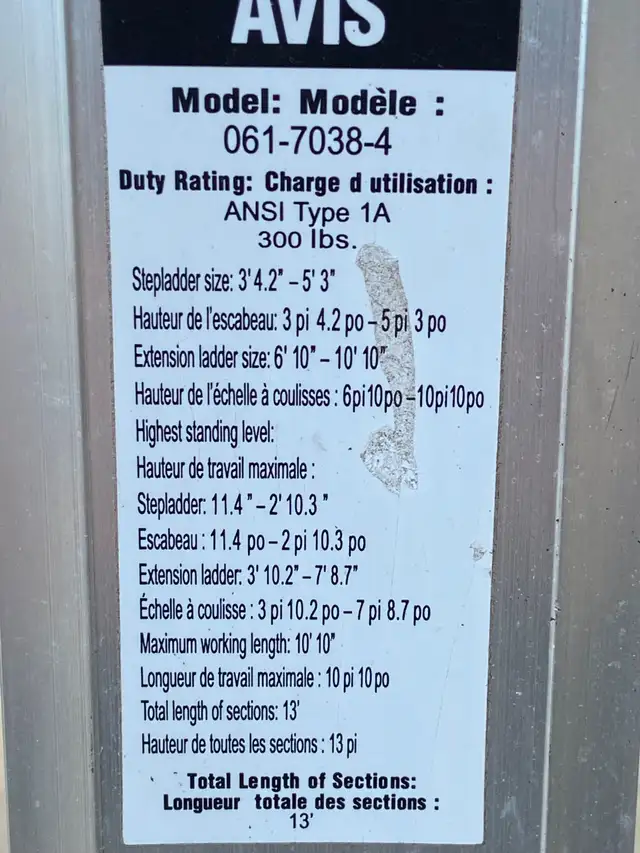 AVIS
Model: Modèle :
061-7038-4
Duty Rating: Charge d utilisation :
ANSI Type 1A
300 lbs.
Stepladder size: 3' 4.2" – 5' 3"
Hauteur de l'escabeau: 3 pi 4.2 po – 5 pi 3 po
Extension ladder size: 6' 10" – 10' 10"
Hauteur de l'échelle à coulisses : 6pi10po –10pi10po
Highest standing level:
Hauteur de travail maximale :
Stepladder: 11.4 " – 2' 10.3 "
Escabeau : 11.4 po – 2 pi 10.3 po
Extension ladder: 3' 10.2" – 7' 8.7"
Échelle à coulisse : 3 pi 10.2 po – 7 pi 8.7 po
Maximum working length: 10' 10"
Longueur de travail maximale : 10 pi 10 po
Total length of sections: 13'
Hauteur de toutes les sections : 13 pi
Total Length of Sections:
Longueur totale des sections :
13'